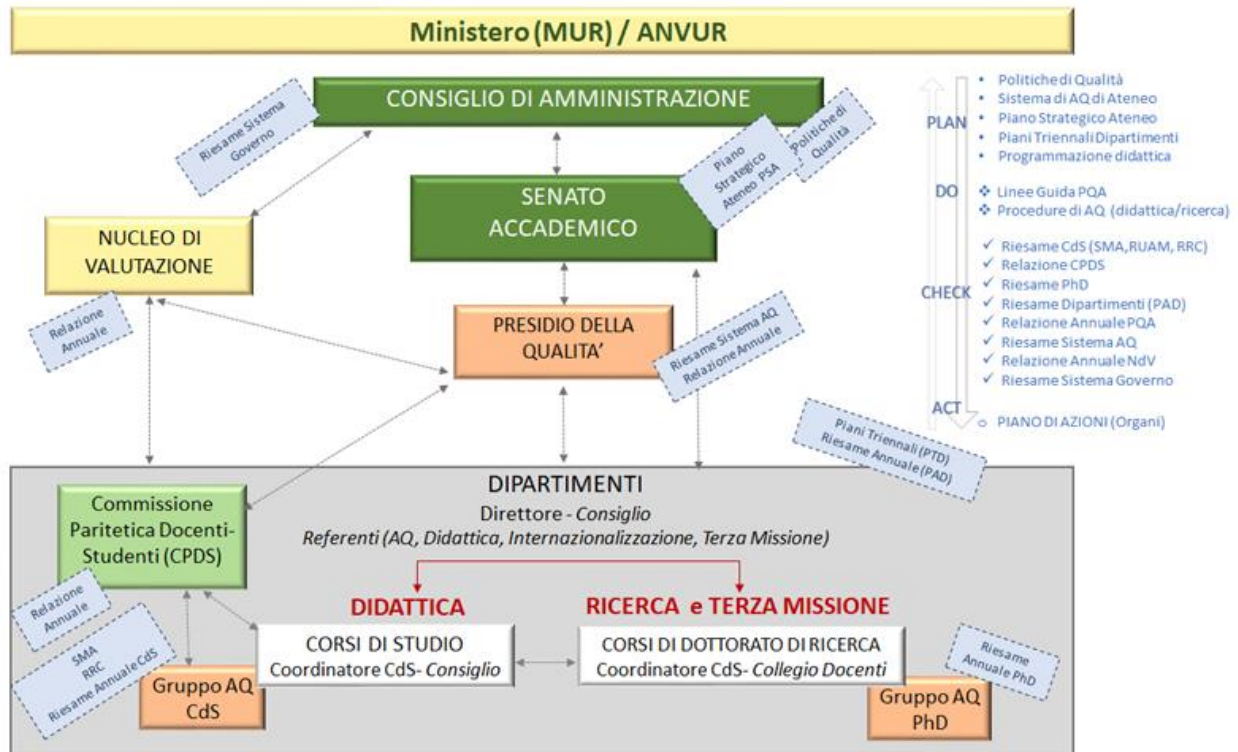 Ministero (MUR) / ANVUR
CONSIGLIO DI AMMINISTRAZIONE
Riesame Sistema
Governo
Politiche di
Qualità
Piano
Strategico
Ateneo PSA
SENATO
ACCADEMICO
NUCLEO DI
VALUTAZIONE
Relazione
Annuale
PRESIDIO DELLA
QUALITA’
Riesame Sistema AQ
Relazione Annuale
PLAN
• Politiche di Qualità
• Sistema di AQ di Ateneo
• Piano Strategico Ateneo
• Piani Triennali Dipartimenti
• Programmazione didattica
DO
❖ Linee Guida PQA
❖ Procedure di AQ (didattica/ricerca)
CHECK
✓ Riesame CdS (SMA,RUAM, RRC)
✓ Relazione CPDS
✓ Riesame PhD
✓ Riesame Dipartimenti (PAD)
✓ Relazione Annuale PQA
✓ Riesame Sistema AQ
✓ Relazione Annuale NdV
✓ Riesame Sistema Governo
ACT
o PIANO DI AZIONI (Organi)
Piani Triennali (PTD)
Riesame Annuale (PAD)
DIPARTIMENTI
Direttore - Consiglio
Referenti (AQ, Didattica, Internazionalizzazione, Terza Missione)
Commissione
Paritetica Docenti-
Studenti (CPDS)
Relazione
Annuale
SMA
RRC
Riesame Annuale CdS
DIDATTICA
CORSI DI STUDIO
Coordinatore CdS- Consiglio
Gruppo AQ
CdS
RICERCA e TERZA MISSIONE
CORSI DI DOTTORATO DI RICERCA
Coordinatore CdS- Collegio Docenti
Riesame
Annuale PhD
Gruppo AQ
PhD